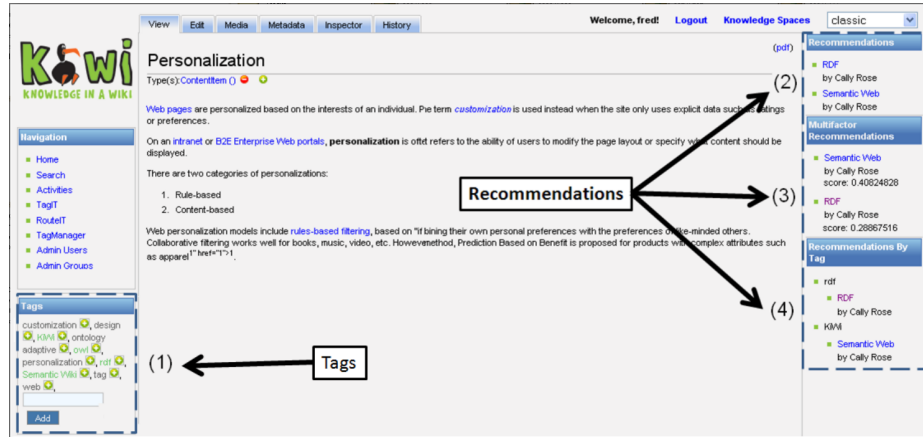 View Edit Media Metadata Inspector History
Welcome, fred! Logout Knowledge Spaces classic
KiWi
KNOWLEDGE IN A WIKI
Navigation
Home
Search
Activities
TagIT
RouteIT
TagManager
Admin Users
Admin Groups
Tags
customization, design
, KiWi, ontology
adaptive, owl,
personalization, rdf,
Semantic Wiki, tag,
web,
Add
(pdf)
Personalization
Type(s):ContentItem ()
Web pages are personalized based on the interests of an individual. Pie term customization is used instead when the site only uses explicit data such as ratings
or preferences.
On an intranet or B2E Enterprise Web portals, personalization is oftet refers to the ability of users to modify the page layout or specify what content should be
displayed.
There are two categories of personalizations:
1. Rule-based
2. Content-based
Web personalization models include rules-based filtering, based on "if bining their own personal preferences with the preferences of like-minded others.
Collaborative filtering works well for books, music, video, etc. Howevemethod, Prediction Based on Benefit is proposed for products with complex attributes such
as apparel1" href="1">1.
Recommendations
Tags
(1)
(2)
(3)
(4)
Recommendations
RDF
by Cally Rose
Semantic Web
by Cally Rose
Multifactor
Recommendations
Semantic Web
by Cally Rose
score: 0.40824828
RDF
by Cally Rose
score: 0.28867516
Recommendations By
Tag
rdf
RDF
by Cally Rose
KiWi
Semantic Web
by Cally Rose